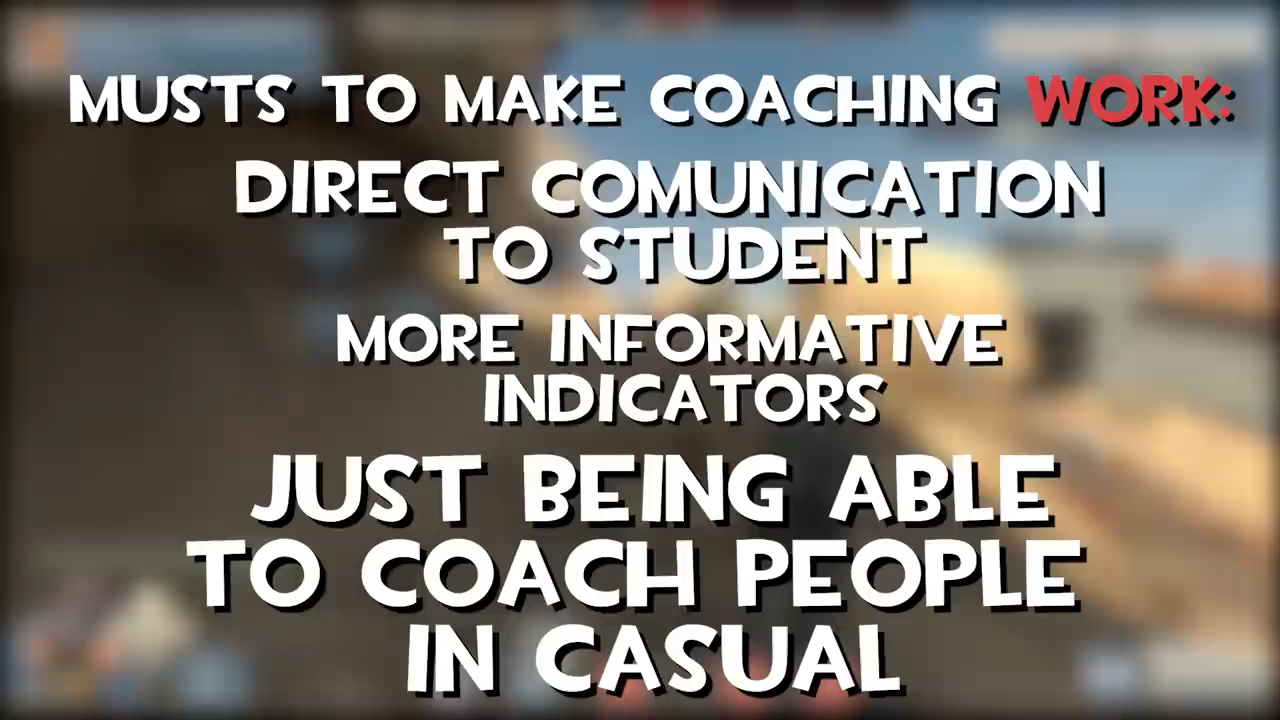 MUSTS TO MAKE COACHING WORK:
DIRECT COMUNICATION
TO STUDENT
MORE INFORMATIVE
INDICATORS
JUST BEING ABLE
TO COACH PEOPLE
IN CASUAL